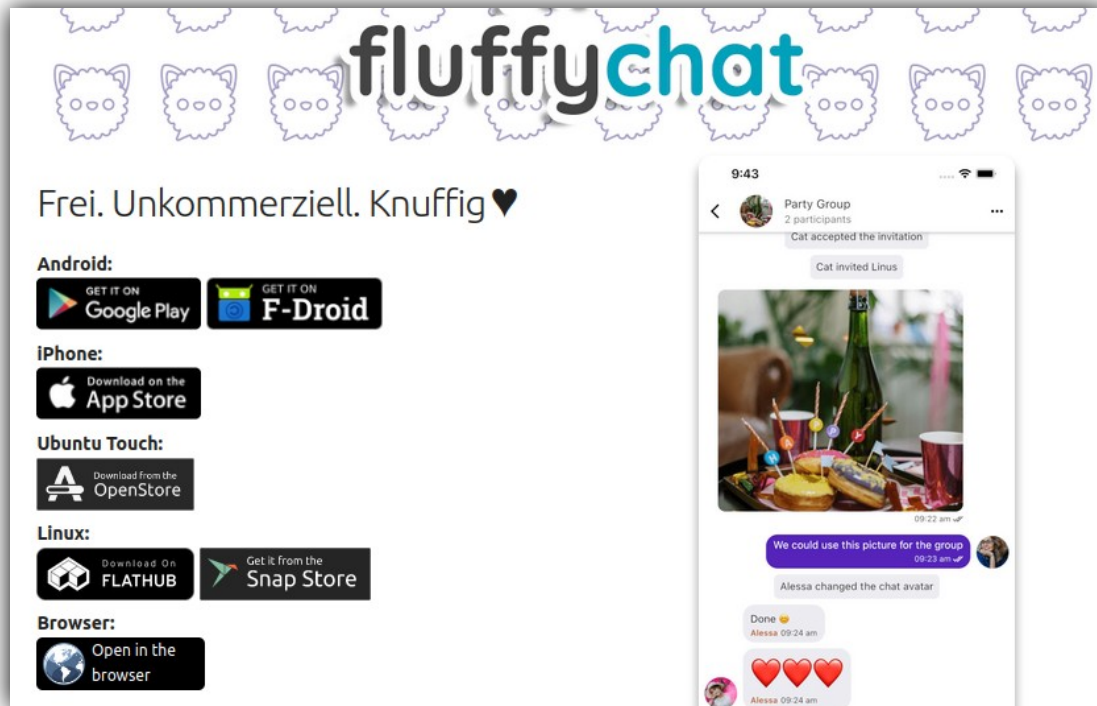 fluffychat
Frei. Unkommerziell. Knuffig♥
Android:
GET IT ON
Google Play
GET IT ON
F-Droid
iPhone:
Download on the
App Store
Ubuntu Touch:
Download from the
OpenStore
Linux:
Download On
FLATHUB
Get it from the
Snap Store
Browser:
Open in the
browser
9:43
Party Group
2 participants
Cat accepted the invitation
Cat invited Linus
HAPPY
09:22 am
We could use this picture for the group
09:23 am
Alessa changed the chat avatar
Done 😊
Alessa 09:24 am
❤️❤️❤️
Alessa 09:24 am